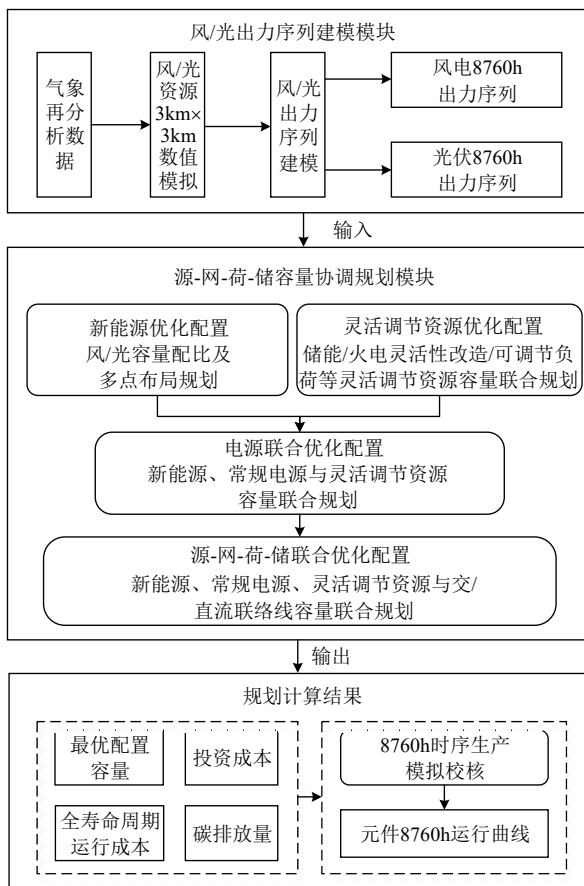 风/光出力序列建模模块
气象
再分
析数
据
风/光
资源
3km×
3km
数值
模拟
风/光
出力
序列
建模
风电8760h
出力序列
光伏8760h
出力序列
输入
源-网-荷-储容量协调规划模块
新能源优化配置
风/光容量配比及
多点布局规划
灵活调节资源优化配置
储能/火电灵活性改造/可调节负
荷等灵活调节资源容量联合规划
电源联合优化配置
新能源、常规电源与灵活调节资源
容量联合规划
源-网-荷-储联合优化配置
新能源、常规电源、灵活调节资源与交/
直流联络线容量联合规划
输出
规划计算结果
最优配置
容量
投资成本
全寿命周期
运行成本
碳排放量
8760h时序生产
模拟校核
元件8760h运行曲线